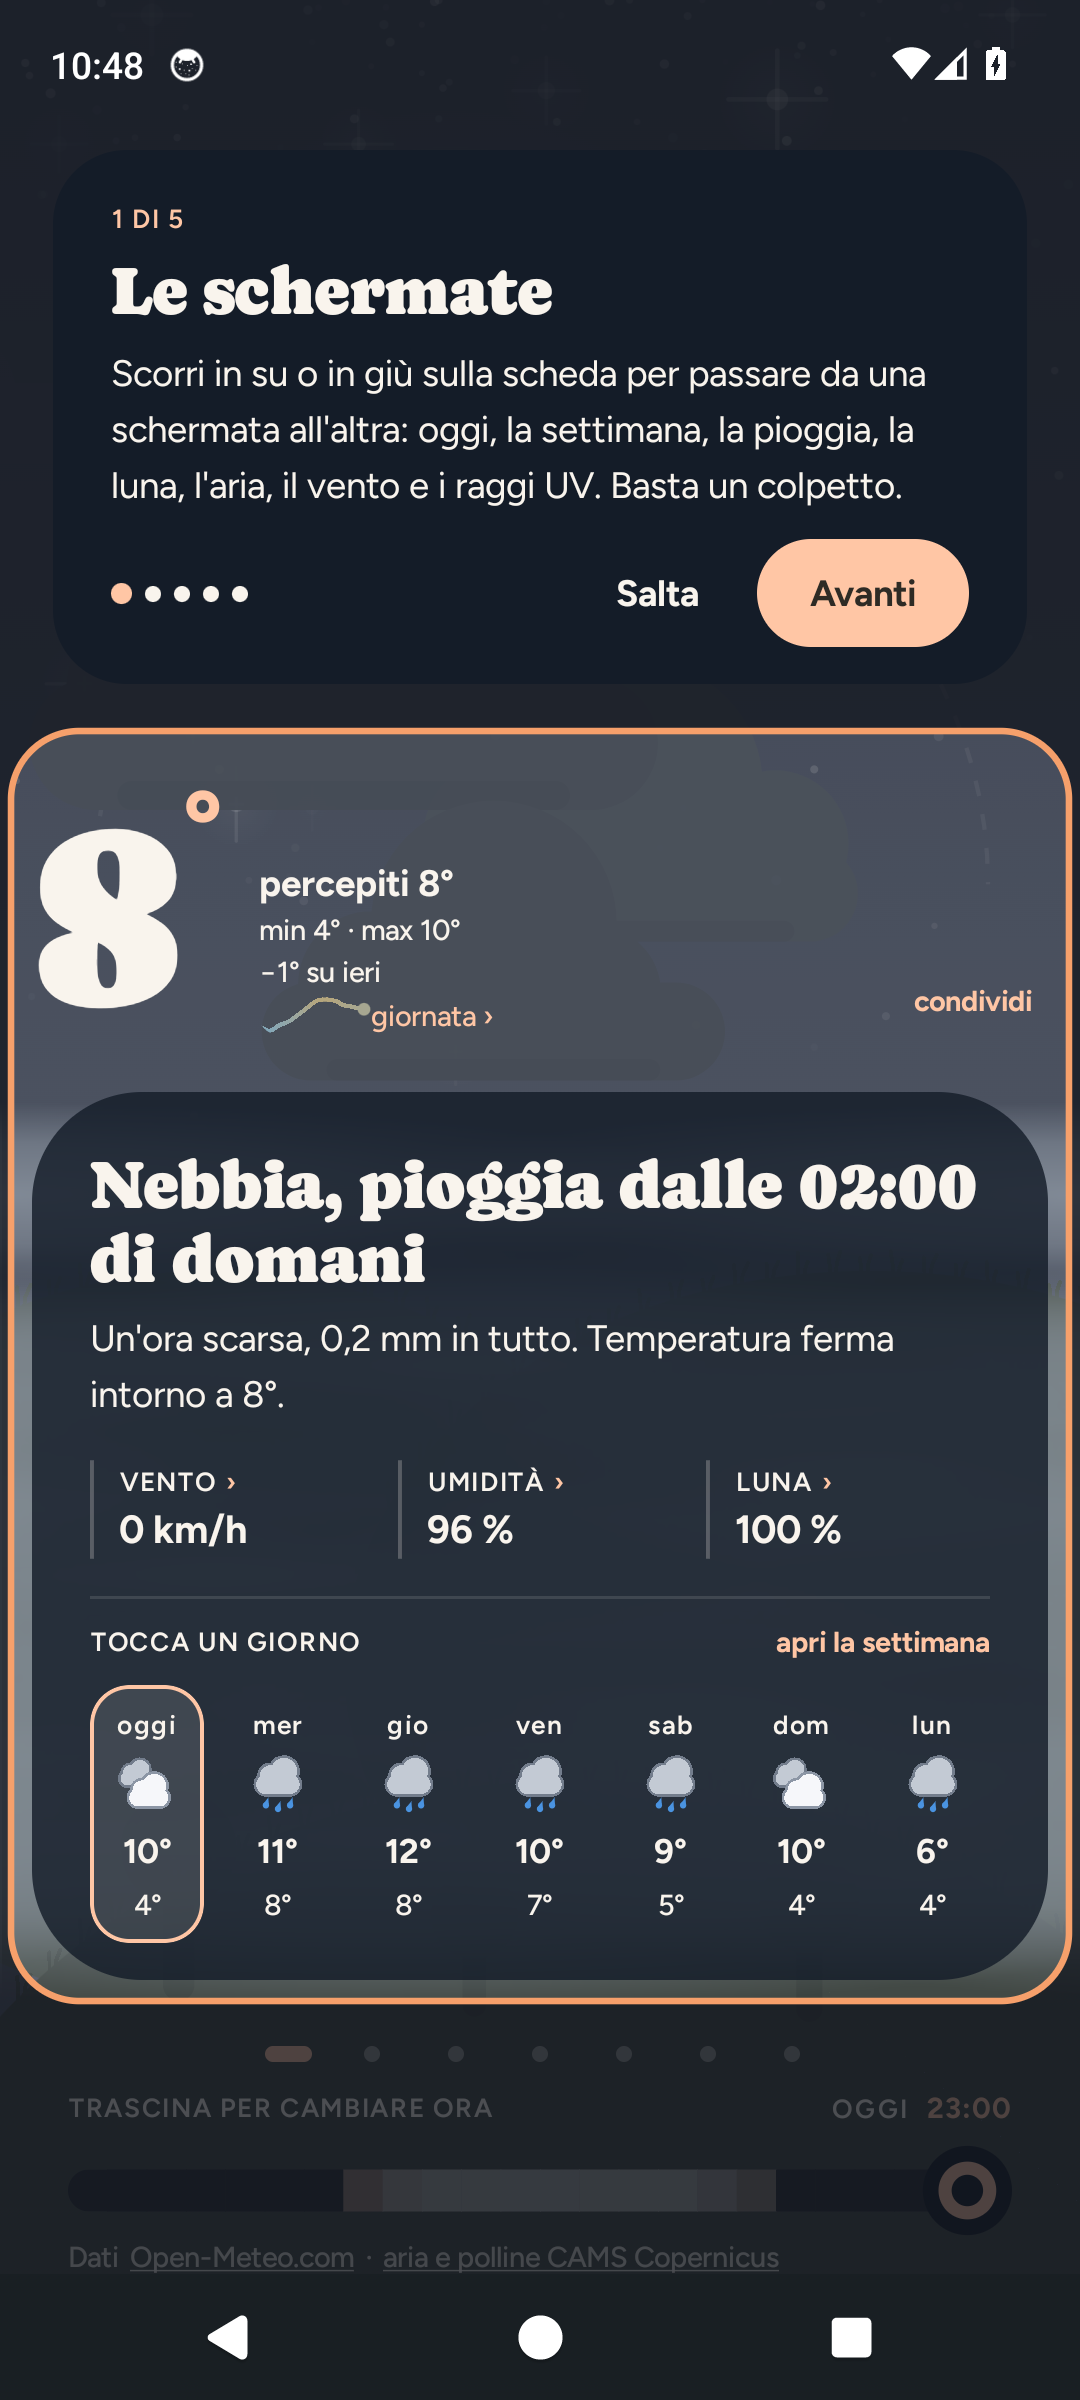 10:48
1 DI 5
Le schermate
Scorri in su o in giù sulla scheda per passare da una
schermata all'altra: oggi, la settimana, la pioggia, la
luna, l'aria, il vento e i raggi UV. Basta un colpetto.
Salta Avanti
8°
percepiti 8°
min 4° · max 10°
−1° su ieri
giornata ›
condividi
Nebbia, pioggia dalle 02:00
di domani
Un'ora scarsa, 0,2 mm in tutto. Temperatura ferma
intorno a 8°.
VENTO › UMIDITÀ › LUNA ›
0 km/h 96 % 100 %
TOCCA UN GIORNO apri la settimana
oggi mer gio ven sab dom lun
10° 11° 12° 10° 9° 10° 6°
4° 8° 8° 7° 5° 4° 4°
TRASCINA PER CAMBIARE ORA OGGI 23:00
Dati Open-Meteo.com · aria e polline CAMS Copernicus